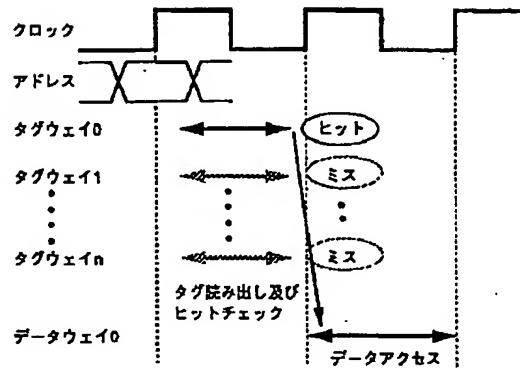 クロック
アドレス
タグウェイ0
ヒット
タグウェイ1
ミス
タグウェイn
ミス
タグ読み出し及び
ヒットチェック
データウェイ0
データアクセス